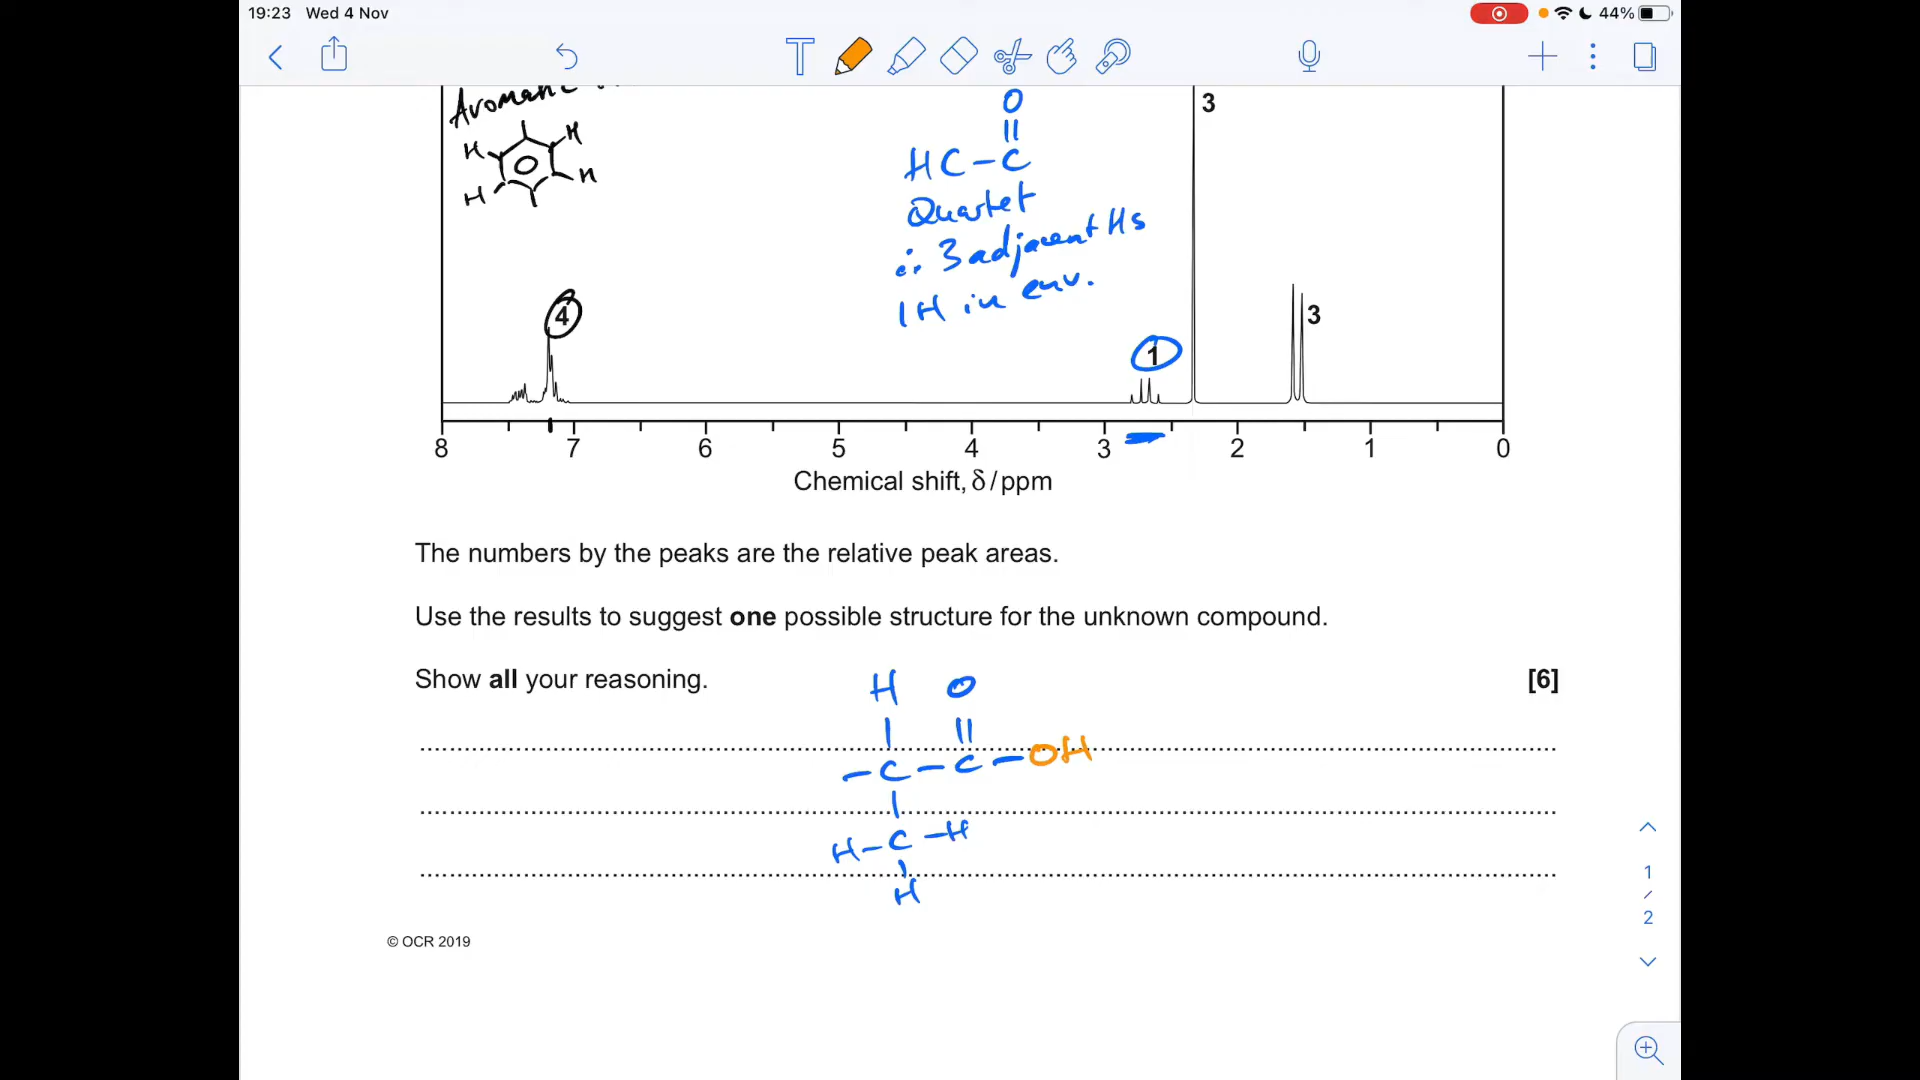 19:23 Wed 4 Nov
44%
Aromatic
H H
H H
O
||
HC-C
Quartet
∴ 3 adjacent Hs
1H in env.
3
4
1
3
8 7 6 5 4 3 2 1 0
Chemical shift, δ/ppm
The numbers by the peaks are the relative peak areas.
Use the results to suggest one possible structure for the unknown compound.
Show all your reasoning. [6]
H O
| ||
-C-C-OH
|
H-C-H
|
H
1
/
2
© OCR 2019